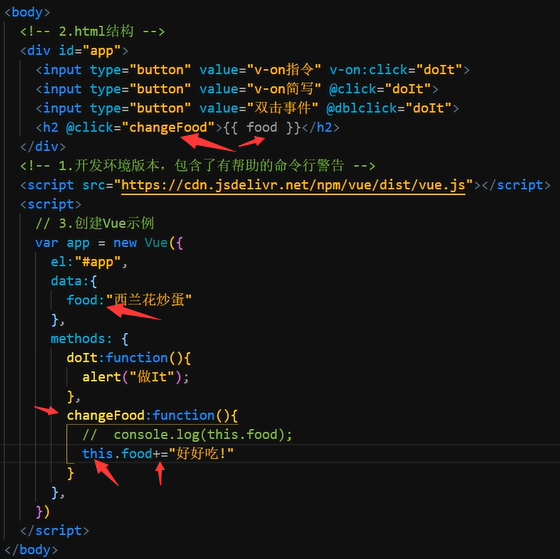 <body>
<!-- 2.html结构 -->
<div id="app">
<input type="button" value="v-on指令" v-on:click="doIt">
<input type="button" value="v-on简写" @click="doIt">
<input type="button" value="双击事件" @dblclick="doIt">
<h2 @click="changeFood">{{ food }}</h2>
</div>
<!-- 1.开发环境版本，包含了有帮助的命令行警告 -->
<script src="https://cdn.jsdelivr.net/npm/vue/dist/vue.js"></script>
<script>
// 3.创建Vue示例
var app = new Vue({
el:"#app",
data:{
food:"西兰花炒蛋"
},
methods: {
doIt:function(){
alert("做It");
},
changeFood:function(){
//  console.log(this.food);
this.food+="好好吃!"
}
},
})
</script>
</body>